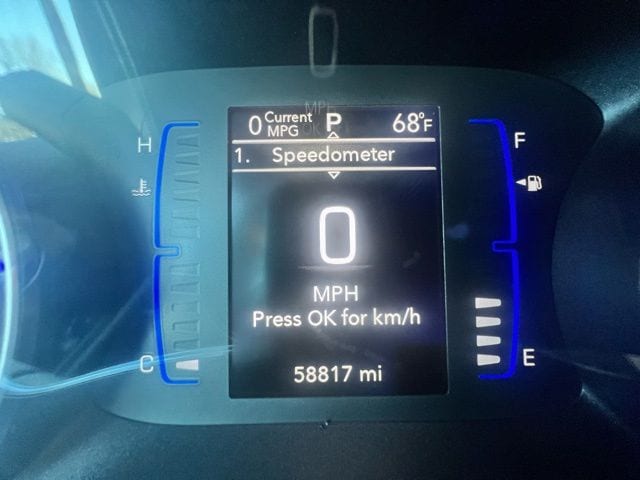 0 Current MPG P 68°F
1. Speedometer
H
F
0
MPH
Press OK for km/h
C
E
58817 mi